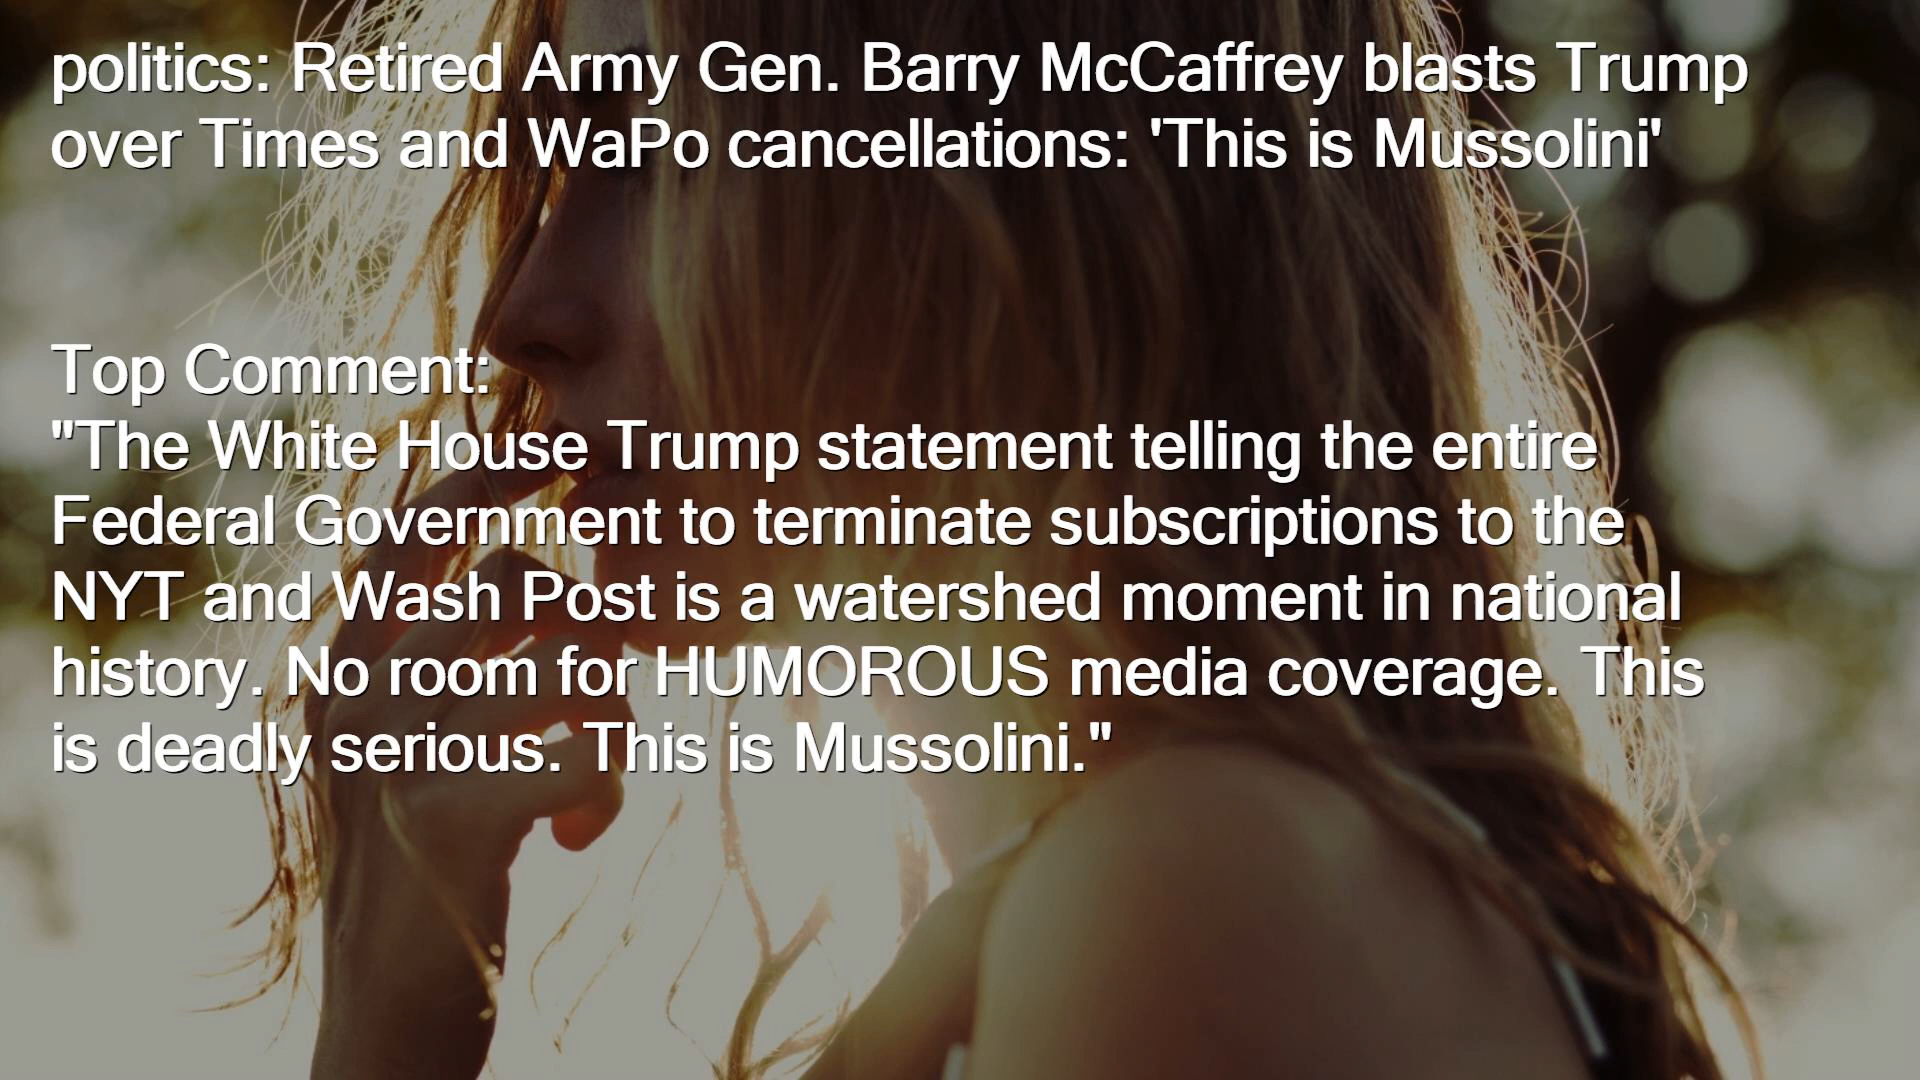 politics: Retired Army Gen. Barry McCaffrey blasts Trump
over Times and WaPo cancellations: 'This is Mussolini'
Top Comment:
"The White House Trump statement telling the entire
Federal Government to terminate subscriptions to the
NYT and Wash Post is a watershed moment in national
history. No room for HUMOROUS media coverage. This
is deadly serious. This is Mussolini."